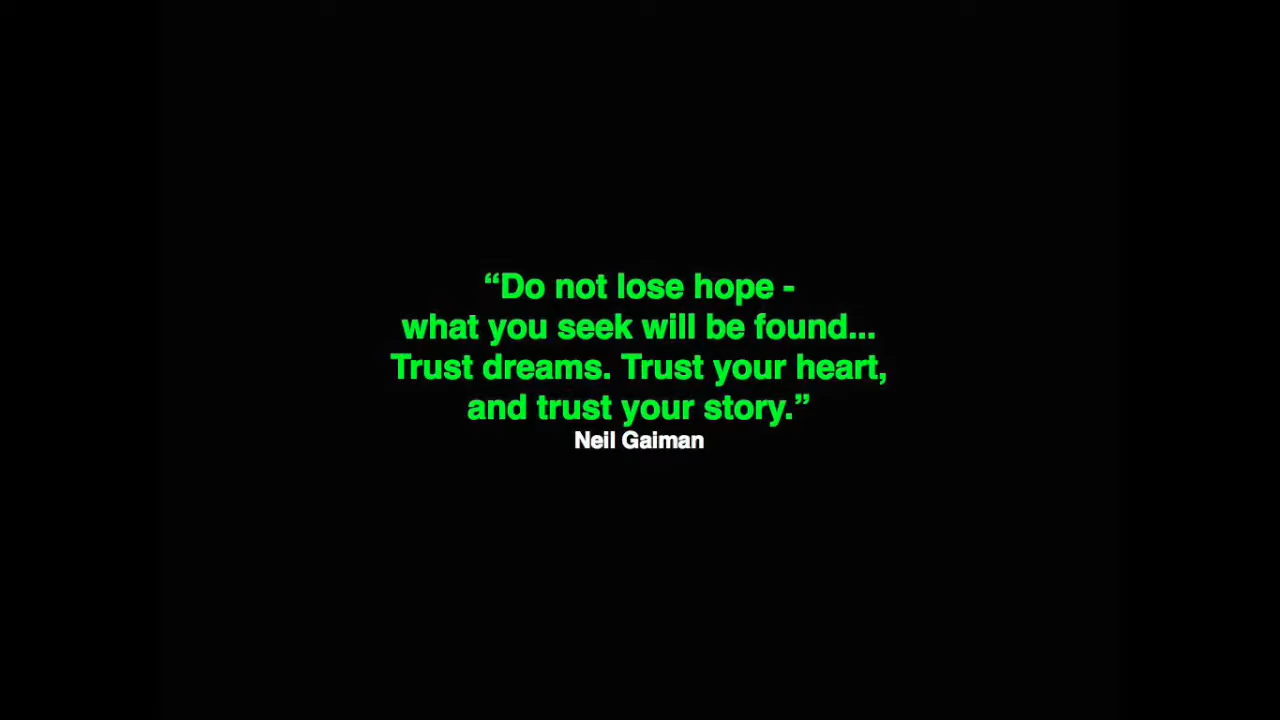 “Do not lose hope -
what you seek will be found...
Trust dreams. Trust your heart,
and trust your story.”
Neil Gaiman